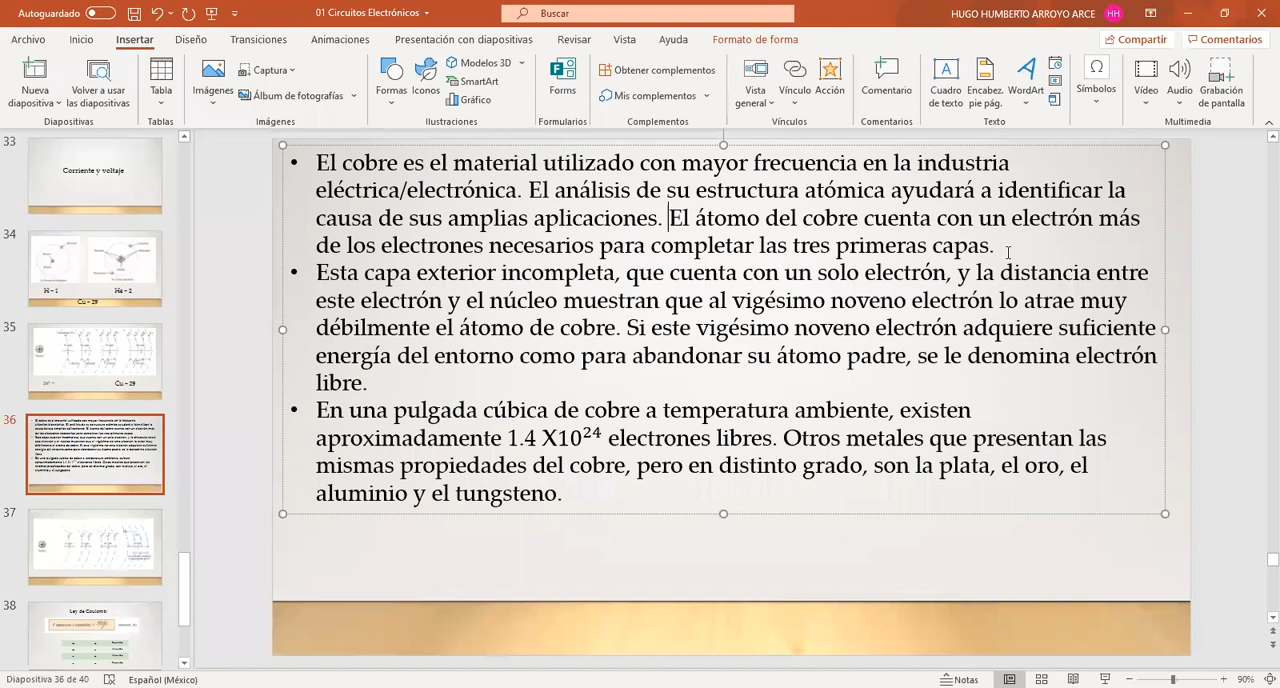 Autoguardado
01 Circuitos Electrónicos
Buscar
HUGO HUMBERTO ARROYO ARCE
HH
Archivo
Inicio
Insertar
Diseño
Transiciones
Animaciones
Presentación con diapositivas
Revisar
Vista
Ayuda
Formato de forma
Compartir
Comentarios
Nueva diapositiva
Volver a usar las diapositivas
Diapositivas
Tabla
Tablas
Imágenes
Captura
Álbum de fotografías
Imágenes
Formas
Iconos
Modelos 3D
SmartArt
Gráfico
Ilustraciones
Forms
Formularios
Obtener complementos
Mis complementos
Complementos
Vista general
Vínculo
Acción
Vínculos
Comentario
Comentarios
Cuadro de texto
Encabez. pie pág.
WordArt
Texto
Símbolos
Vídeo
Audio
Grabación de pantalla
Multimedia
33
Corriente y voltaje
34
H - 1
He - 2
Cu - 29
35
Cu - 29
36
37
38
Ley de Coulomb:
• El cobre es el material utilizado con mayor frecuencia en la industria
eléctrica/electrónica. El análisis de su estructura atómica ayudará a identificar la
causa de sus amplias aplicaciones. El átomo del cobre cuenta con un electrón más
de los electrones necesarios para completar las tres primeras capas.
• Esta capa exterior incompleta, que cuenta con un solo electrón, y la distancia entre
este electrón y el núcleo muestran que al vigésimo noveno electrón lo atrae muy
débilmente el átomo de cobre. Si este vigésimo noveno electrón adquiere suficiente
energía del entorno como para abandonar su átomo padre, se le denomina electrón
libre.
• En una pulgada cúbica de cobre a temperatura ambiente, existen
aproximadamente 1.4 X10²⁴ electrones libres. Otros metales que presentan las
mismas propiedades del cobre, pero en distinto grado, son la plata, el oro, el
aluminio y el tungsteno.
Diapositiva 36 de 40
Español (México)
Notas
90%